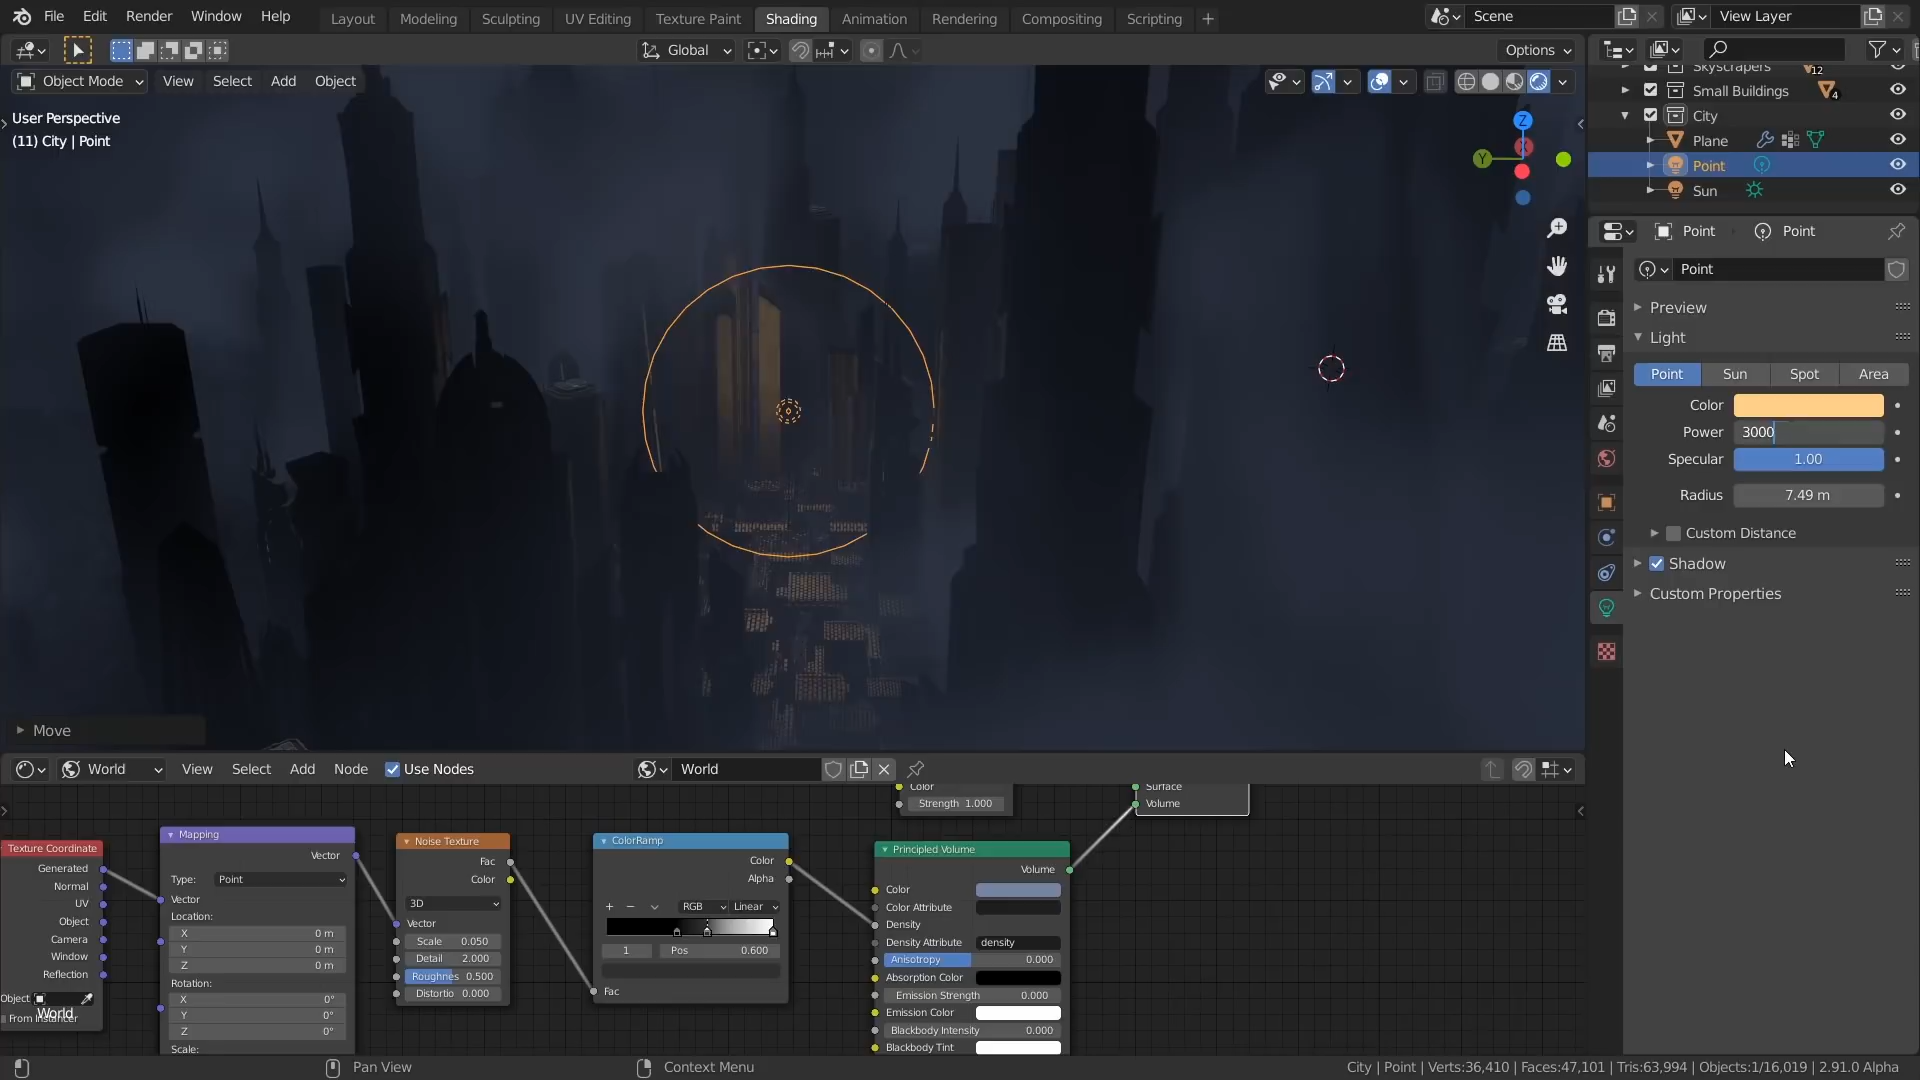 File Edit Render Window Help Layout Modeling Sculpting UV Editing Texture Paint Shading Animation Rendering Compositing Scripting + Scene View Layer
Global Options
Object Mode View Select Add Object
User Perspective
(11) City | Point
Z
Y
X
Move
Skyscrapers 12
Small Buildings 4
City
Plane
Point
Sun
Point Point
Point
Preview
Light
Point Sun Spot Area
Color
Power 3000
Specular 1.00
Radius 7.49 m
Custom Distance
Shadow
Custom Properties
World View Select Add Node Use Nodes World
Color
Strength 1.000
Surface
Volume
Texture Coordinate
Generated
Normal
UV
Object
Camera
Window
Reflection
Object
From Instancer
World
Mapping
Vector
Type: Point
Vector
Location:
X 0 m
Y 0 m
Z 0 m
Rotation:
X 0°
Y 0°
Z 0°
Scale:
Noise Texture
Fac
Color
3D
Vector
Scale 0.050
Detail 2.000
Roughnes 0.500
Distortio 0.000
ColorRamp
Color
Alpha
+ − RGB Linear
1 Pos 0.600
Fac
Principled Volume
Volume
Color
Color Attribute
Density
Density Attribute density
Anisotropy 0.000
Absorption Color
Emission Strength 0.000
Emission Color
Blackbody Intensity 0.000
Blackbody Tint
Pan View Context Menu City | Point | Verts:36,410 | Faces:47,101 | Tris:63,994 | Objects:1/16,019 | 2.91.0 Alpha